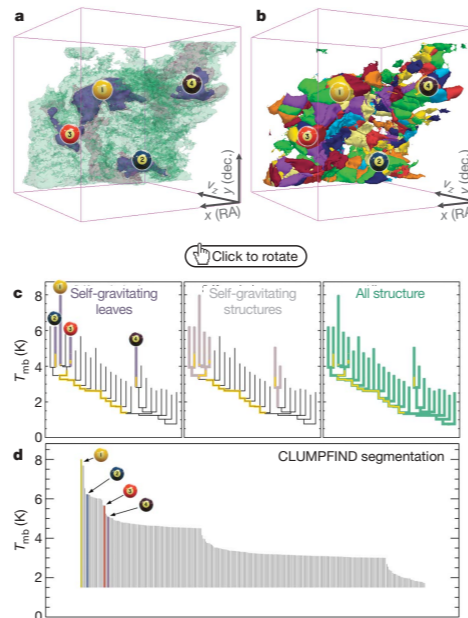 a
b
1
4
3
2
1
4
3
2
v_z
y (dec.)
x (RA)
v_z
y (dec.)
x (RA)
Click to rotate
c
8
6
4
2
0
T_mb (K)
Self-gravitating
leaves
Self-gravitating
structures
All structure
1
2
3
4
d
CLUMPFIND segmentation
8
6
4
2
0
T_mb (K)
1
2
3
4